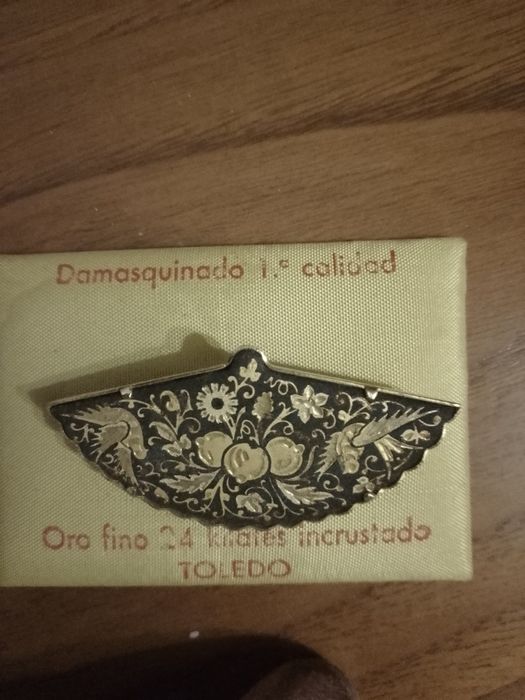 Damasquinado 1.ª calidad
Oro fino 24 kilates incrustado
TOLEDO